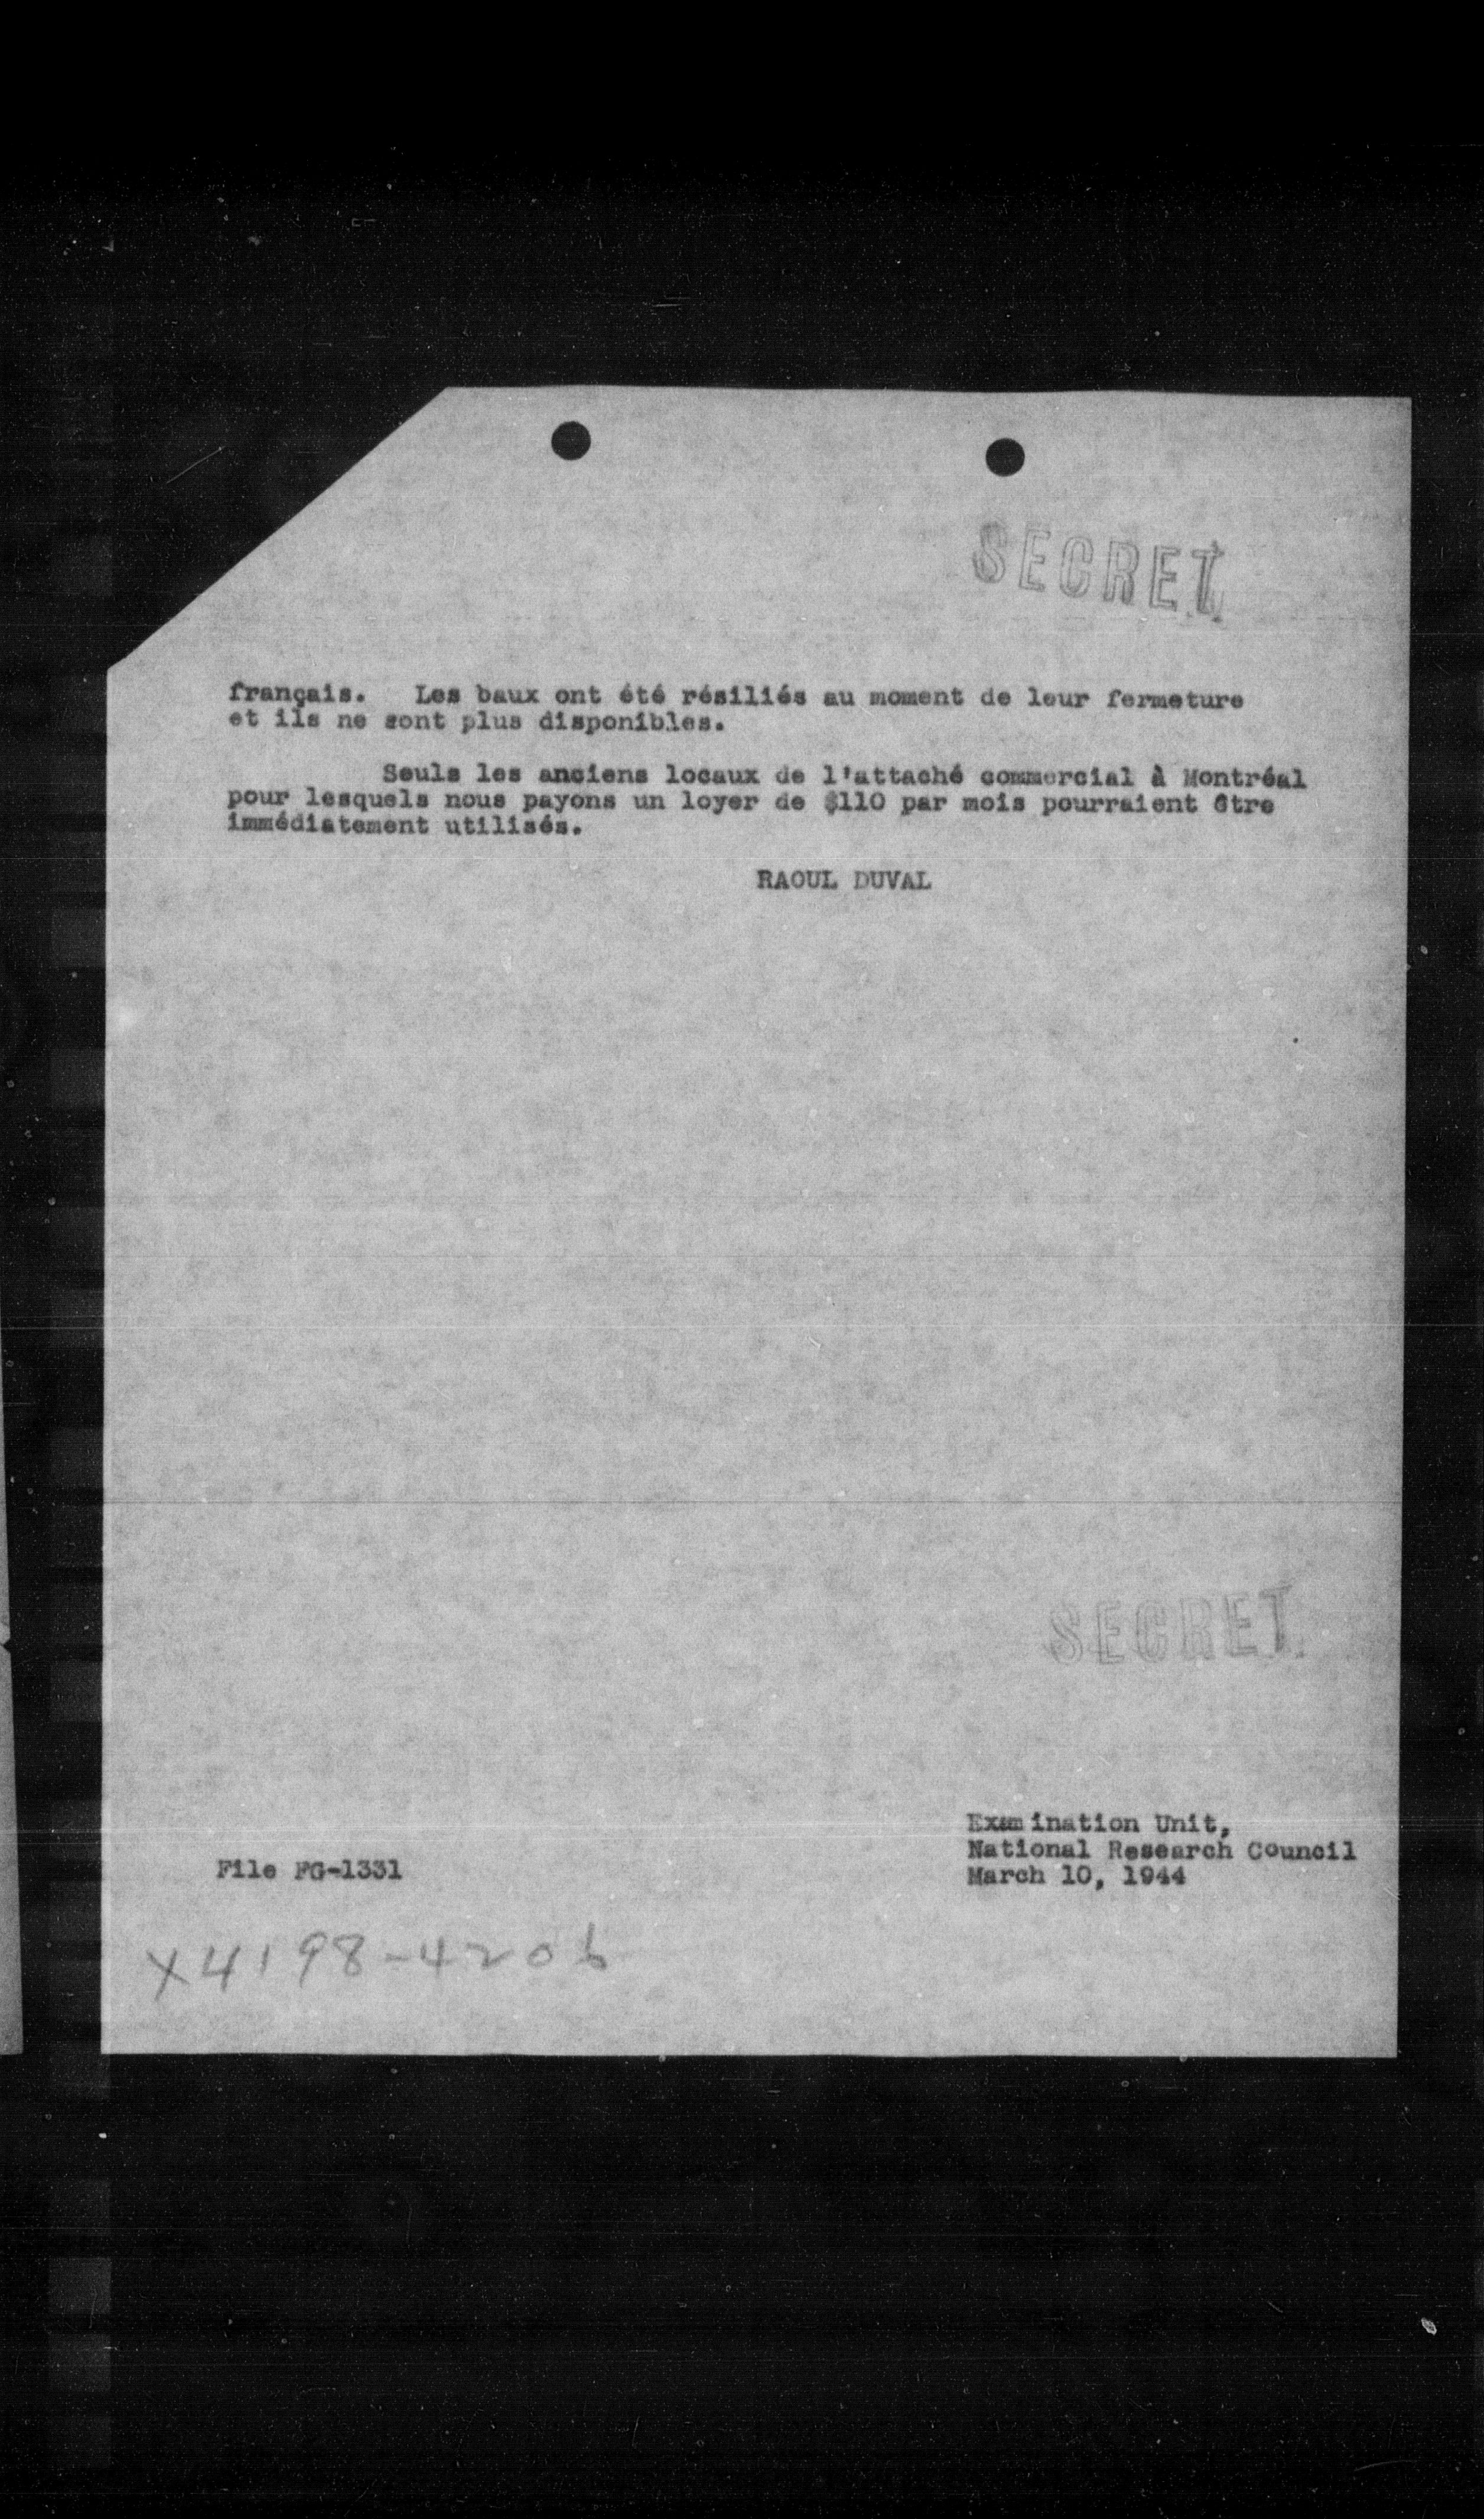 SECRET
français. Les baux ont été résiliés au moment de leur fermeture
et ils ne sont plus disponibles.
Seuls les anciens locaux de l'attaché commercial à Montréal
pour lesquels nous payons un loyer de $110 par mois pourraient être
immédiatement utilisés.
RAOUL DUVAL
SECRET
Examination Unit,
National Research Council
March 10, 1944
File FG-1331
X4198-4206